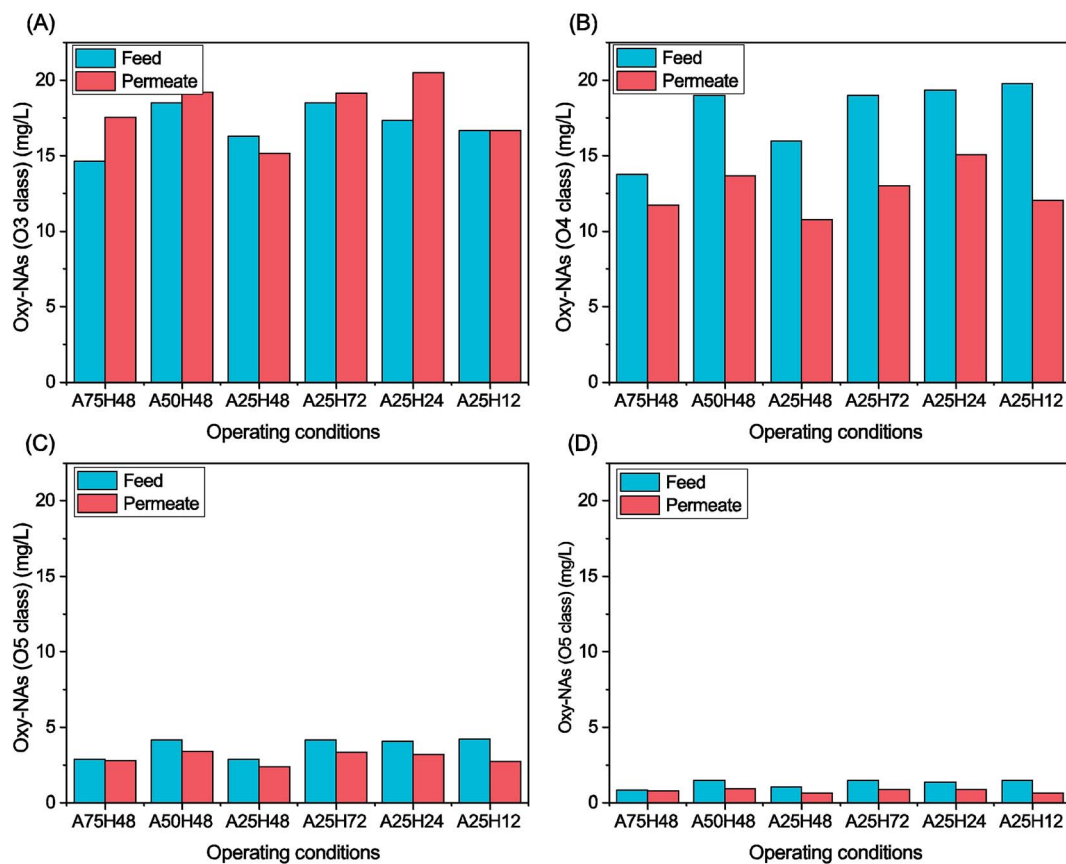 (A)
Oxy-NAs (O3 class) (mg/L)
20
15
10
5
0
Feed
Permeate
A75H48 A50H48 A25H48 A25H72 A25H24 A25H12
Operating conditions
(B)
Oxy-NAs (O4 class) (mg/L)
20
15
10
5
0
Feed
Permeate
A75H48 A50H48 A25H48 A25H72 A25H24 A25H12
Operating conditions
(C)
Oxy-NAs (O5 class) (mg/L)
20
15
10
5
0
Feed
Permeate
A75H48 A50H48 A25H48 A25H72 A25H24 A25H12
Operating conditions
(D)
Oxy-NAs (O5 class) (mg/L)
20
15
10
5
0
Feed
Permeate
A75H48 A50H48 A25H48 A25H72 A25H24 A25H12
Operating conditions